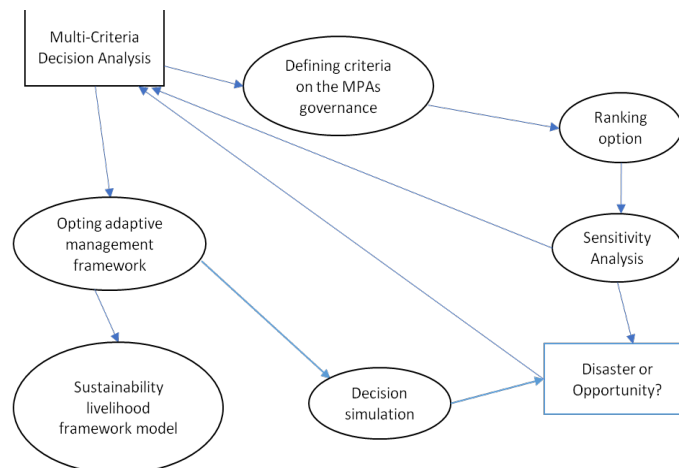 Multi-Criteria
Decision Analysis
Defining criteria
on the MPAs
governance
Ranking
option
Opting adaptive
management
framework
Sensitivity
Analysis
Sustainability
livelihood
framework model
Decision
simulation
Disaster or
Opportunity?